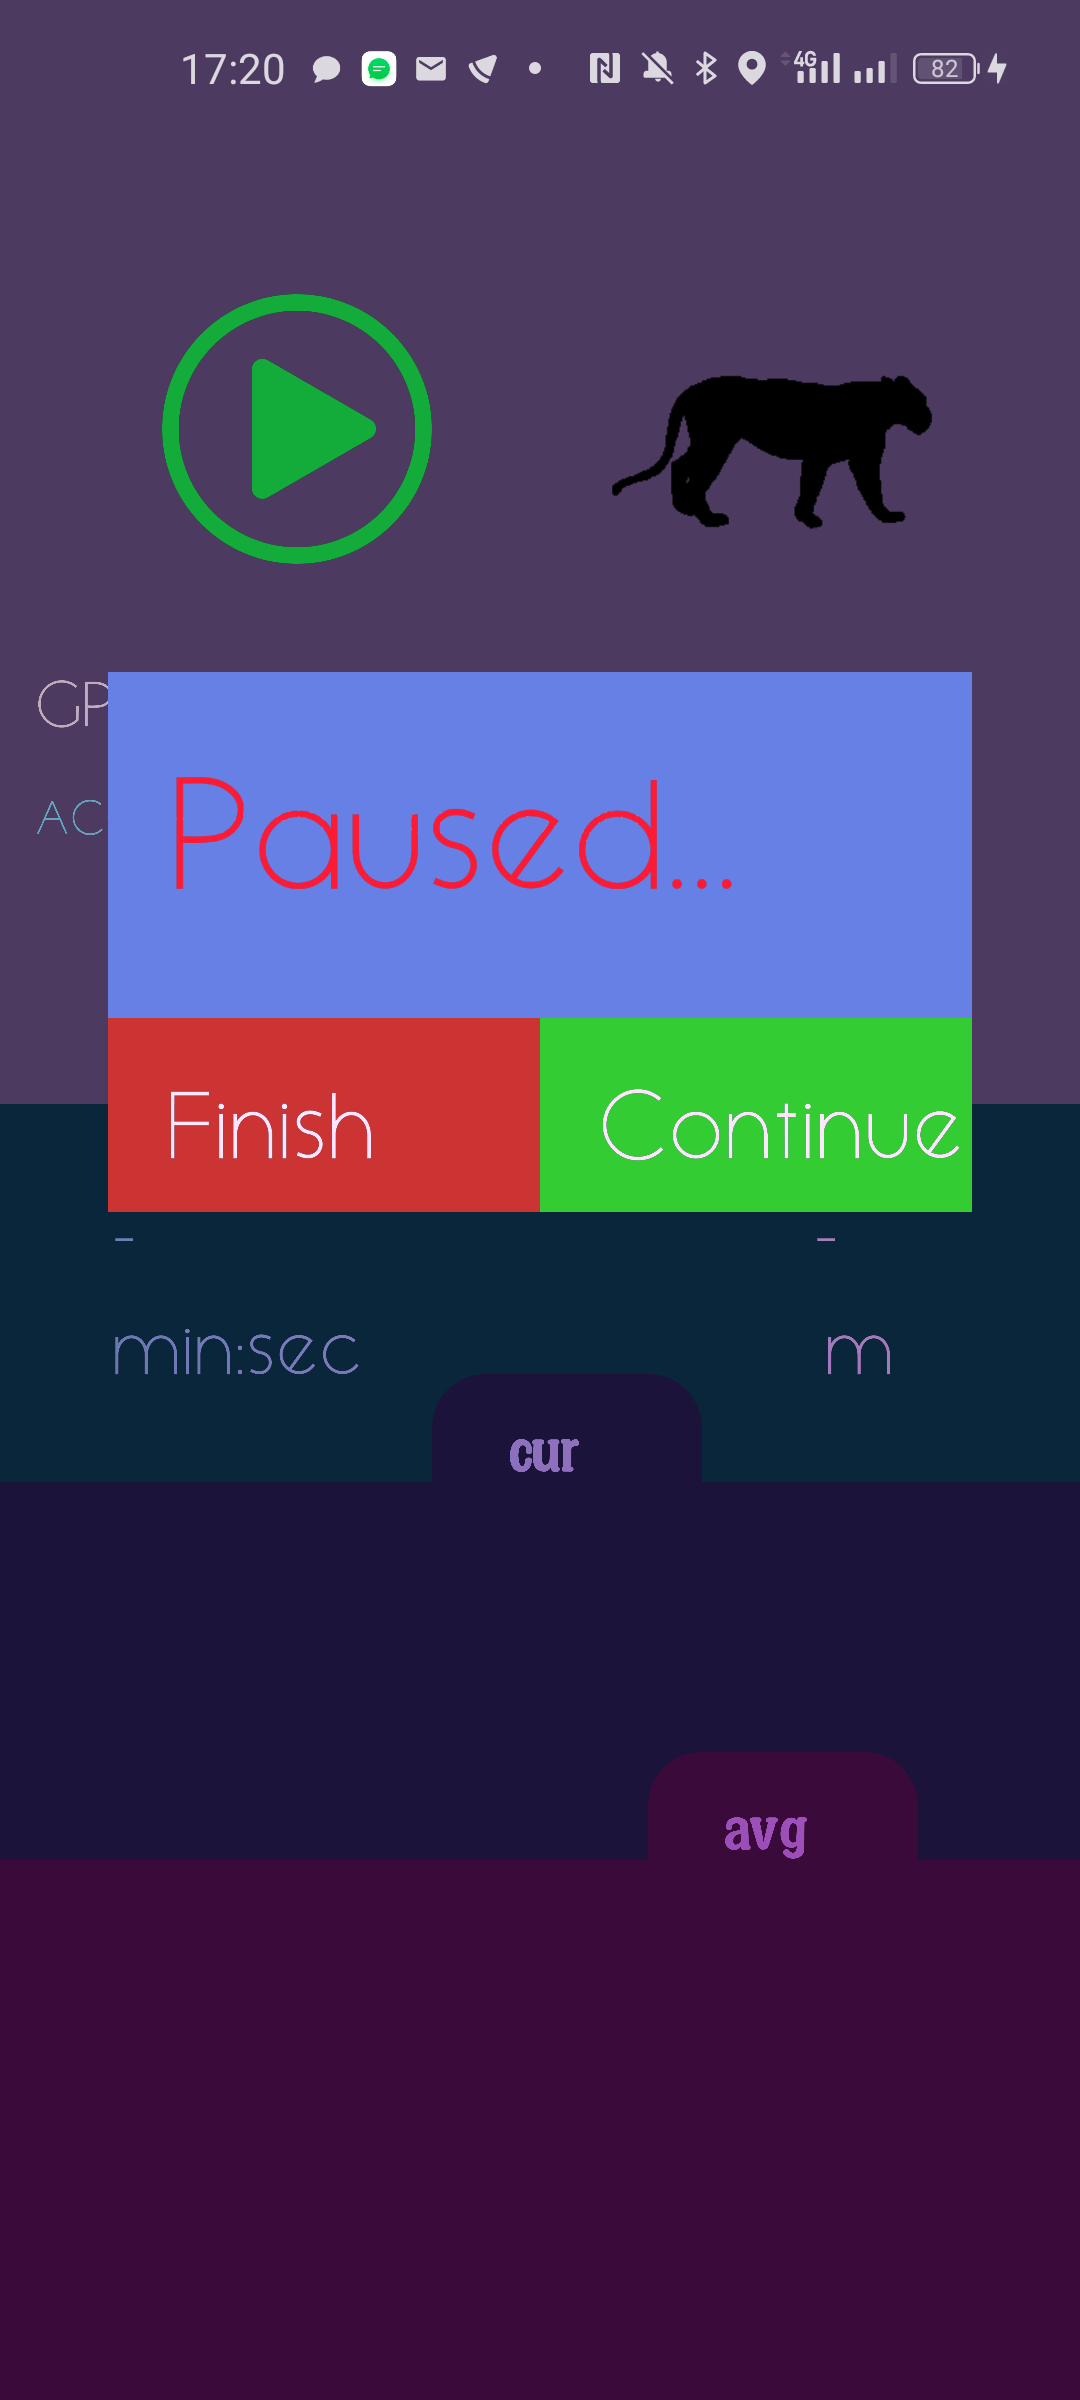 17:20 4G 82
GP
AC
Paused...
Finish Continue
– –
min:sec m
cur
avg